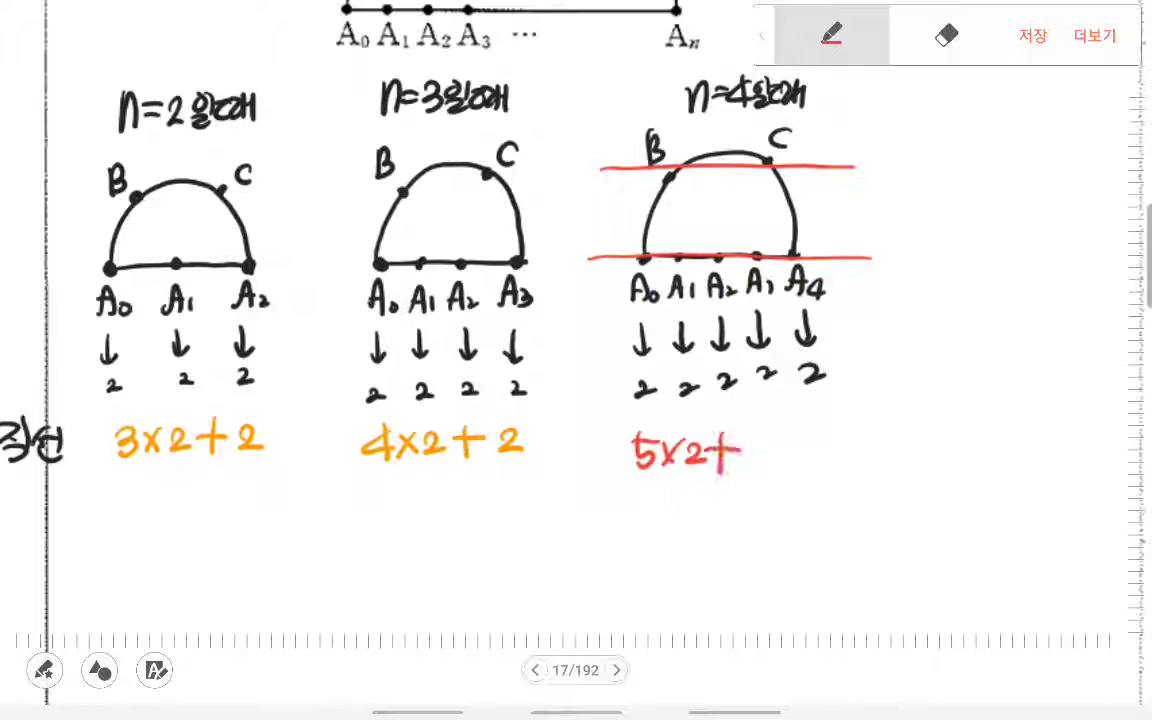 A₀ A₁ A₂ A₃ ⋯ Aₙ
저장 더보기
n=2일때 n=3일때 n=4일때
B C B C B C
A₀ A₁ A₂ A₀ A₁ A₂ A₃ A₀ A₁ A₂ A₃ A₄
↓ ↓ ↓ ↓ ↓ ↓ ↓ ↓ ↓ ↓ ↓ ↓
2 2 2 2 2 2 2 2 2 2 2 2
직선 3×2+2 4×2+2 5×2+
17/192